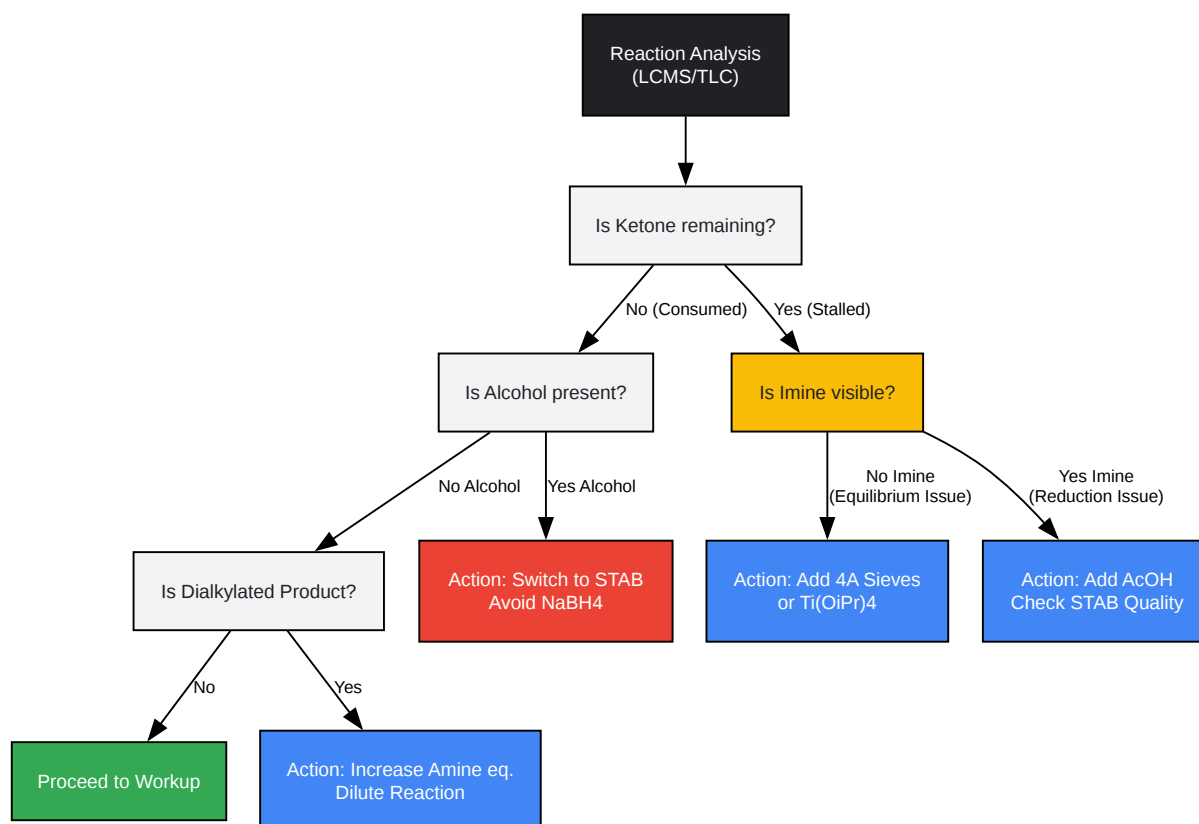 Reaction Analysis
(LCMS/TLC)
Is Ketone remaining?
No (Consumed)
Yes (Stalled)
Is Alcohol present?
Is Imine visible?
No Alcohol
Yes Alcohol
No Imine
(Equilibrium Issue)
Yes Imine
(Reduction Issue)
Is Dialkylated Product?
Action: Switch to STAB
Avoid NaBH4
Action: Add 4A Sieves
or Ti(OiPr)4
Action: Add AcOH
Check STAB Quality
No
Yes
Proceed to Workup
Action: Increase Amine eq.
Dilute Reaction